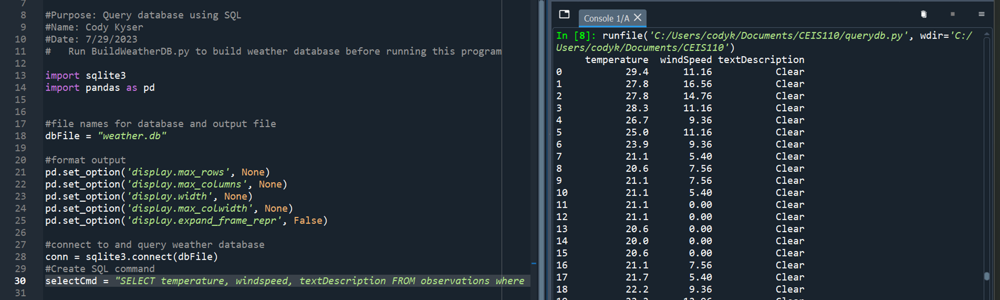 7
8 #Purpose: Query database using SQL
9 #Name: Cody Kyser
10 #Date: 7/29/2023
11 #   Run BuildWeatherDB.py to build weather database before running this program
12
13 import sqlite3
14 import pandas as pd
15
16
17 #file names for database and output file
18 dbFile = "weather.db"
19
20 #format output
21 pd.set_option('display.max_rows', None)
22 pd.set_option('display.max_columns', None)
23 pd.set_option('display.width', None)
24 pd.set_option('display.max_colwidth', None)
25 pd.set_option('display.expand_frame_repr', False)
26
27 #connect to and query weather database
28 conn = sqlite3.connect(dbFile)
29 #Create SQL command
30 selectCmd = "SELECT temperature, windspeed, textDescription FROM observations where
31
Console 1/A
In [8]: runfile('C:/Users/codyk/Documents/CEIS110/querydb.py', wdir='C:/
Users/codyk/Documents/CEIS110')
temperature windSpeed textDescription
0 29.4 11.16 Clear
1 27.8 16.56 Clear
2 27.8 14.76 Clear
3 28.3 11.16 Clear
4 26.7 9.36 Clear
5 25.0 11.16 Clear
6 23.9 9.36 Clear
7 21.1 5.40 Clear
8 20.6 7.56 Clear
9 21.1 7.56 Clear
10 21.1 5.40 Clear
11 21.1 0.00 Clear
12 21.1 0.00 Clear
13 20.6 0.00 Clear
14 20.0 0.00 Clear
15 20.6 0.00 Clear
16 21.1 7.56 Clear
17 21.7 5.40 Clear
18 22.2 9.36 Clear